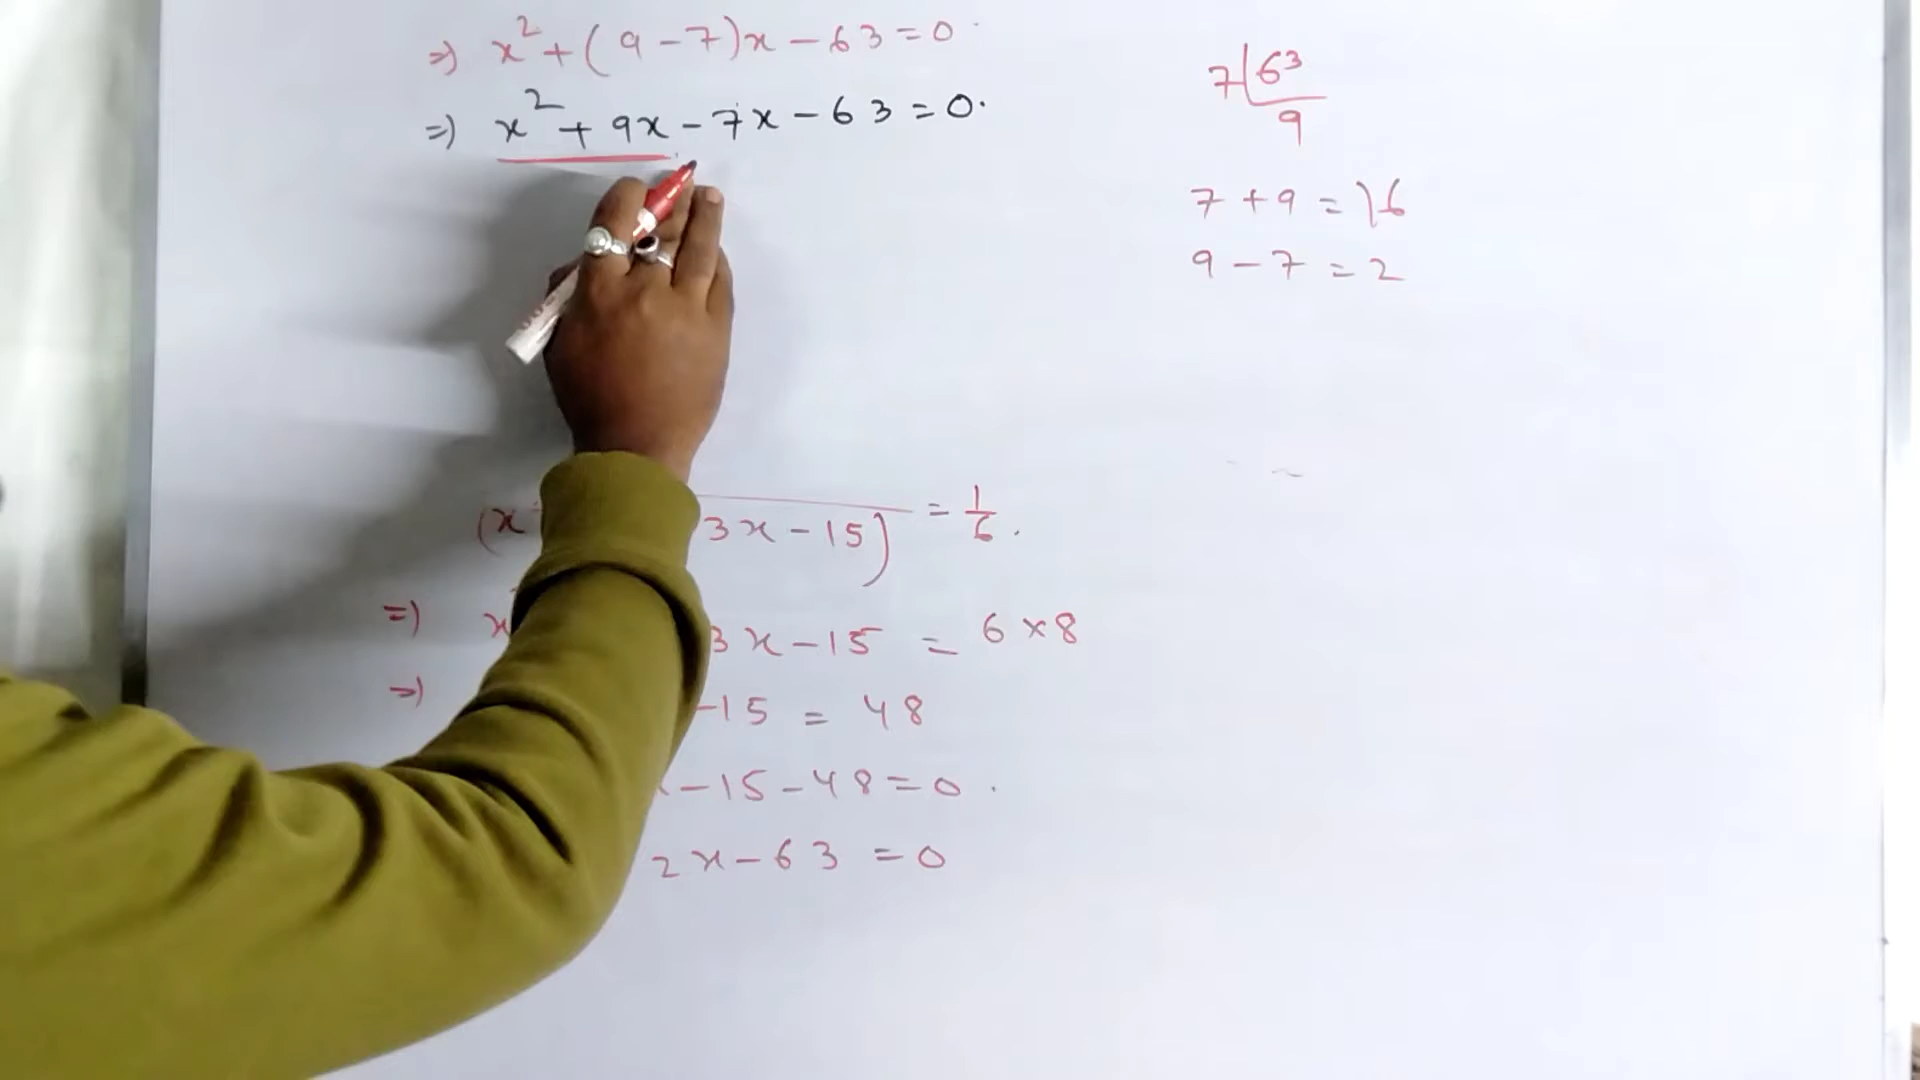 ⇒ x² + (9 - 7)x - 63 = 0
⇒ x² + 9x - 7x - 63 = 0.
7 63
9
7 + 9 = 16
9 - 7 = 2
(x 3x - 15) = 1/6.
⇒ x 3x - 15 = 6 × 8
⇒ -15 = 48
x - 15 - 48 = 0.
2x - 63 = 0